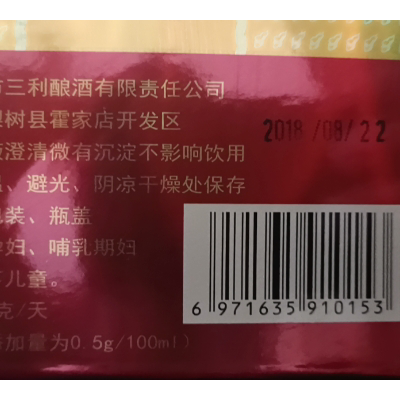 三利酿酒有限责任公司
树县霍家店开发区
2018/08/22
澄清微有沉淀不影响饮用
、避光、阴凉干燥处保存
装、瓶盖
妇、哺乳期妇
儿童。
克/天
加量为0.5g/100ml)
6 971635 910153